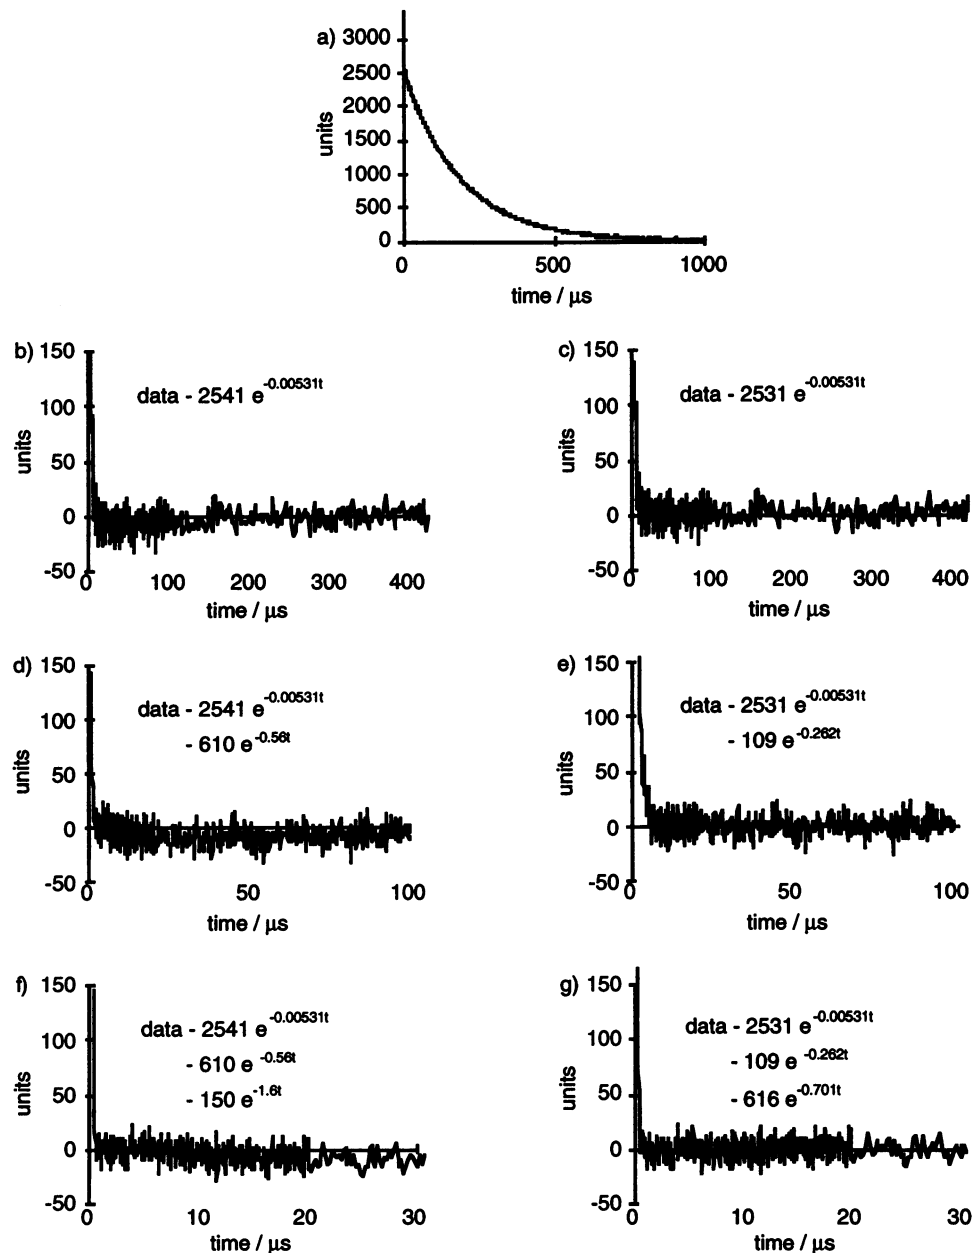 a) 3000
2500
2000
1500
1000
500
0
units
0 500 1000
time / μs
b) 150
100
50
0
-50
units
data - 2541 e^-0.00531t
0 100 200 300 400
time / μs
c) 150
100
50
0
-50
units
data - 2531 e^-0.00531t
0 100 200 300 400
time / μs
d) 150
100
50
0
-50
units
data - 2541 e^-0.00531t
- 610 e^-0.56t
0 50 100
time / μs
e) 150
100
50
0
-50
units
data - 2531 e^-0.00531t
- 109 e^-0.262t
0 50 100
time / μs
f) 150
100
50
0
-50
units
data - 2541 e^-0.00531t
- 610 e^-0.56t
- 150 e^-1.6t
0 10 20 30
time / μs
g) 150
100
50
0
-50
units
data - 2531 e^-0.00531t
- 109 e^-0.262t
- 616 e^-0.701t
0 10 20 30
time / μs